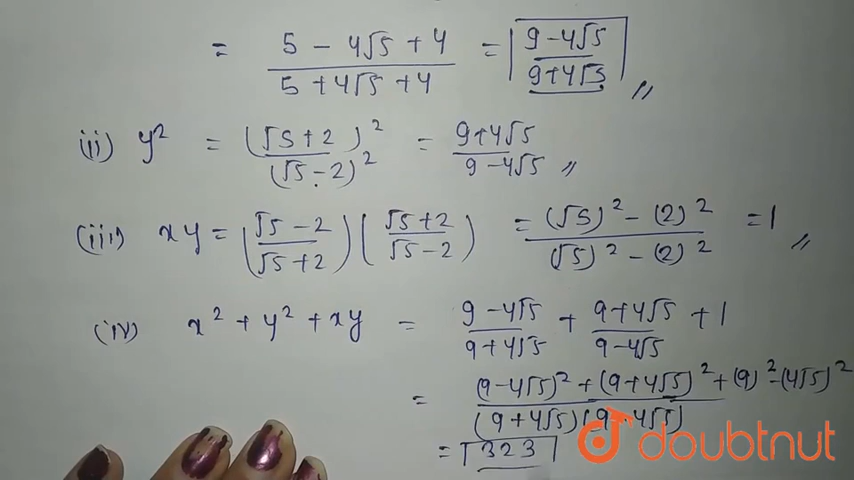 = 5 - 4√5 + 4 / 5 + 4√5 + 4 = 9 - 4√5 / 9 + 4√5 //
(ii) y² = (√5 + 2)² / (√5 - 2)² = 9 + 4√5 / 9 - 4√5 //
(iii) xy = (√5 - 2 / √5 + 2) (√5 + 2 / √5 - 2) = (√5)² - (2)² / (√5)² - (2)² = 1 //
(iv) x² + y² + xy = 9 - 4√5 / 9 + 4√5 + 9 + 4√5 / 9 - 4√5 + 1
= (9 - 4√5)² + (9 + 4√5)² + (9)² - (4√5)² / (9 + 4√5)(9 - 4√5)
= 323
doubtnut